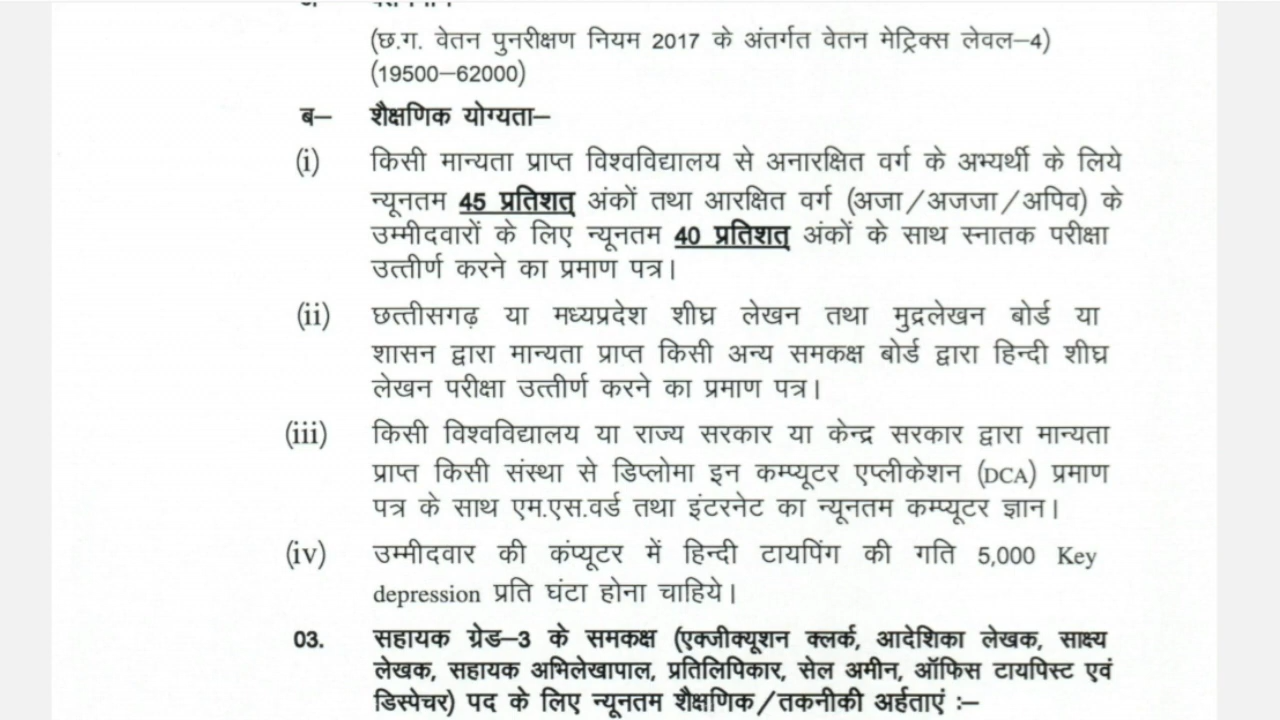 (छ.ग. वेतन पुनरीक्षण नियम 2017 के अंतर्गत वेतन मेट्रिक्स लेवल–4)
(19500–62000)
ब– शैक्षणिक योग्यता–
(i) किसी मान्यता प्राप्त विश्वविद्यालय से अनारक्षित वर्ग के अभ्यर्थी के लिये
न्यूनतम 45 प्रतिशत् अंकों तथा आरक्षित वर्ग (अजा/अजजा/अपिव) के
उम्मीदवारों के लिए न्यूनतम 40 प्रतिशत् अंकों के साथ स्नातक परीक्षा
उत्तीर्ण करने का प्रमाण पत्र।
(ii) छत्तीसगढ़ या मध्यप्रदेश शीघ्र लेखन तथा मुद्रलेखन बोर्ड या
शासन द्वारा मान्यता प्राप्त किसी अन्य समकक्ष बोर्ड द्वारा हिन्दी शीघ्र
लेखन परीक्षा उत्तीर्ण करने का प्रमाण पत्र।
(iii) किसी विश्वविद्यालय या राज्य सरकार या केन्द्र सरकार द्वारा मान्यता
प्राप्त किसी संस्था से डिप्लोमा इन कम्प्यूटर एप्लीकेशन (DCA) प्रमाण
पत्र के साथ एम.एस.वर्ड तथा इंटरनेट का न्यूनतम कम्प्यूटर ज्ञान।
(iv) उम्मीदवार की कंप्यूटर में हिन्दी टायपिंग की गति 5,000 Key
depression प्रति घंटा होना चाहिये।
03. सहायक ग्रेड–3 के समकक्ष (एक्जीक्यूशन क्लर्क, आदेशिका लेखक, साक्ष्य
लेखक, सहायक अभिलेखापाल, प्रतिलिपिकार, सेल अमीन, ऑफिस टायपिस्ट एवं
डिस्पेचर) पद के लिए न्यूनतम शैक्षणिक/तकनीकी अर्हताएं :–